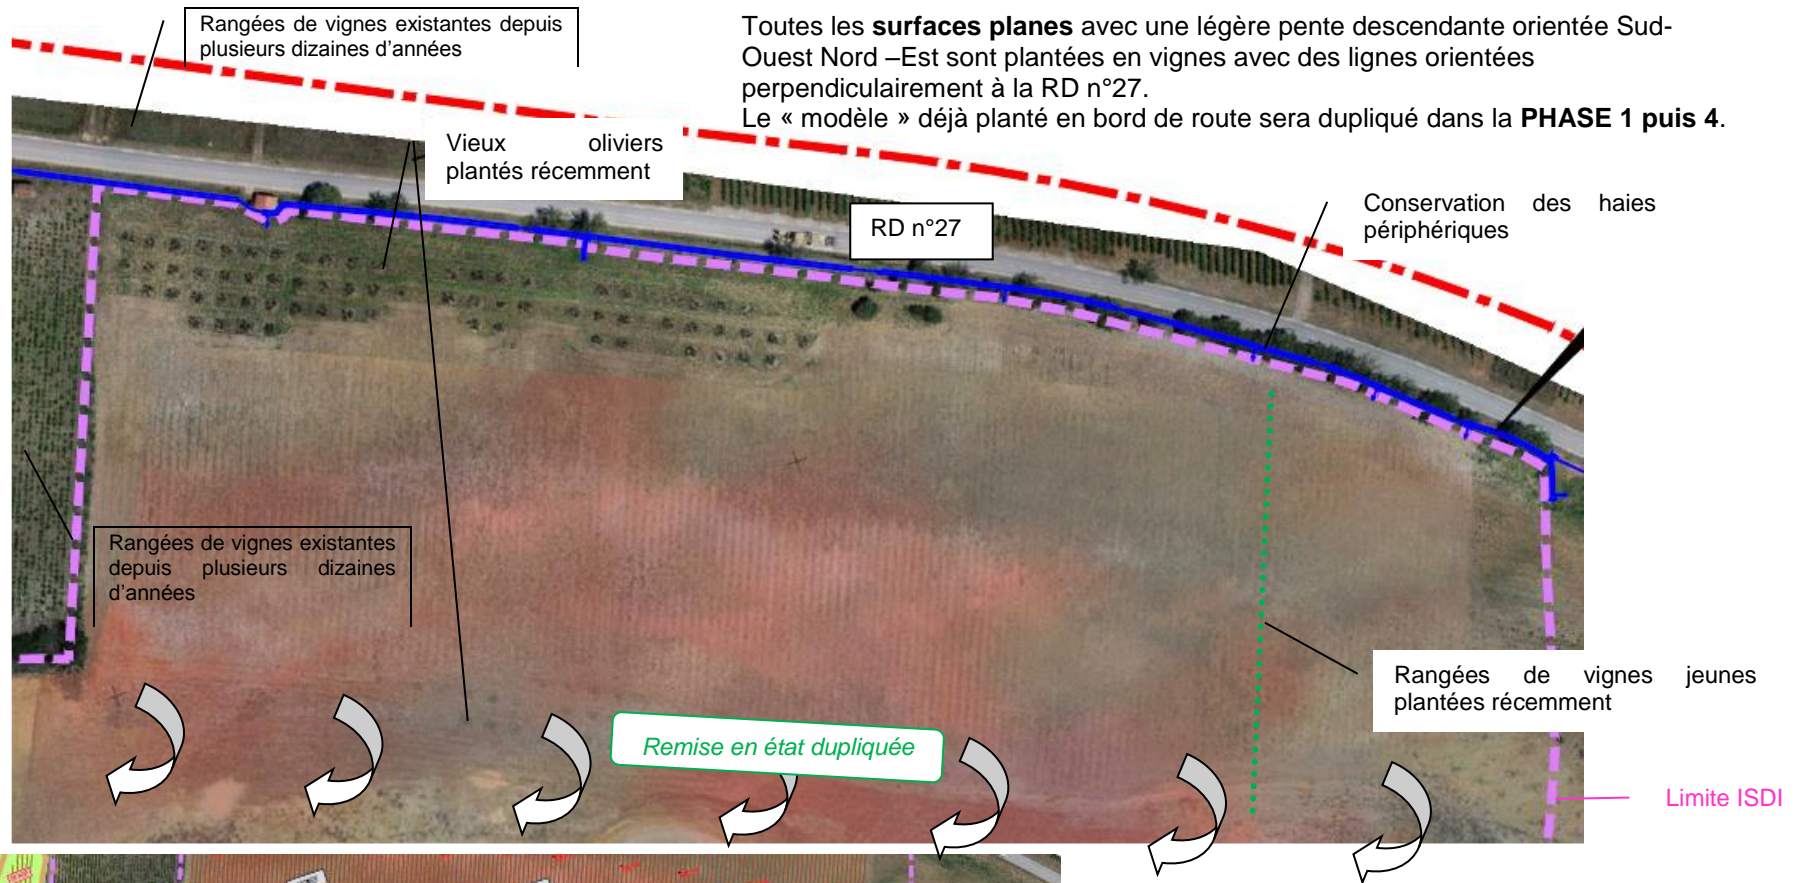 Rangées de vignes existantes depuis
plusieurs dizaines d'années
Toutes les surfaces planes avec une légère pente descendante orientée Sud-
Ouest Nord –Est sont plantées en vignes avec des lignes orientées
perpendiculairement à la RD n°27.
Le « modèle » déjà planté en bord de route sera dupliqué dans la PHASE 1 puis 4.
Vieux oliviers
plantés récemment
RD n°27
Conservation des haies
périphériques
Rangées de vignes existantes
depuis plusieurs dizaines
d'années
Rangées de vignes jeunes
plantées récemment
Remise en état dupliquée
Limite ISDI